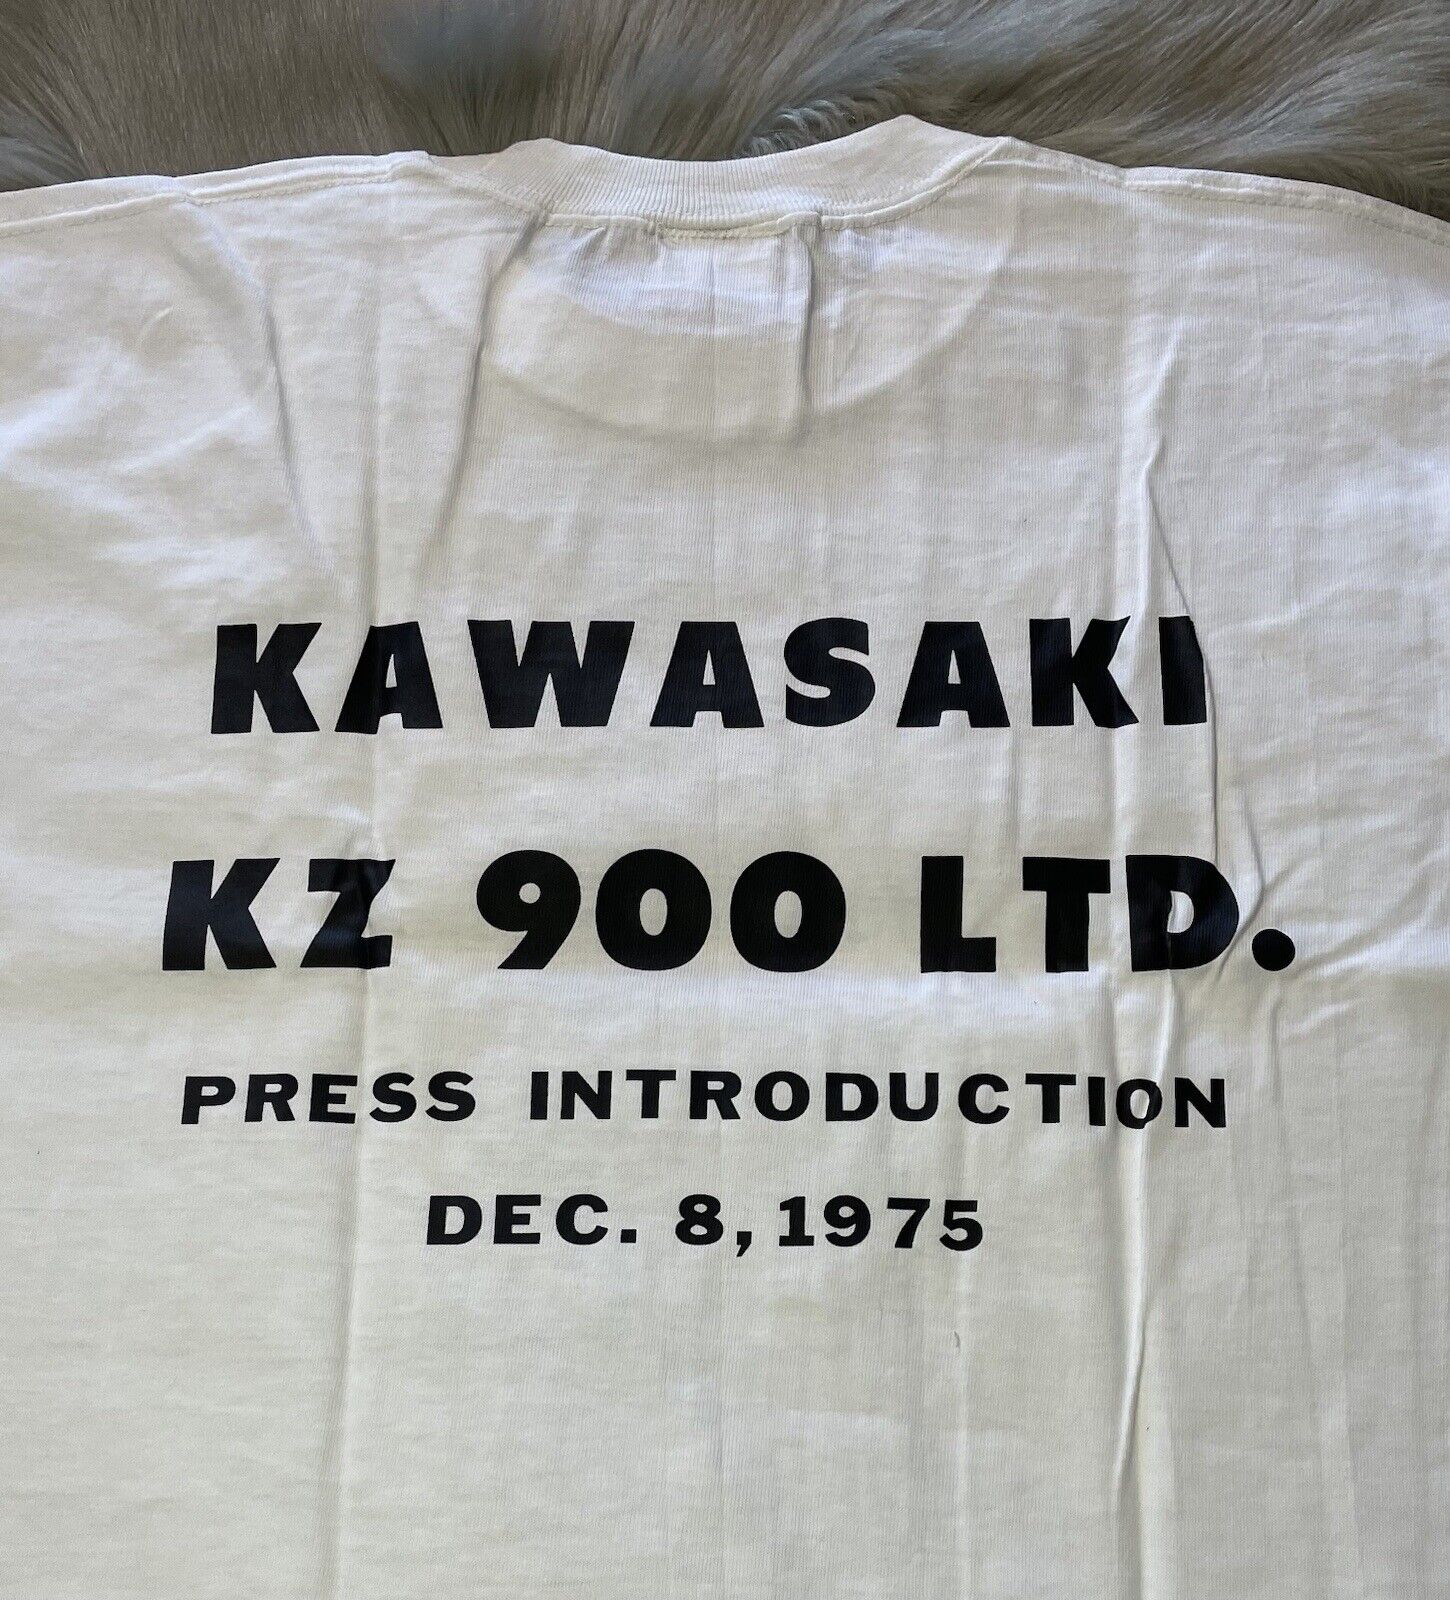 KAWASAKI
KZ 900 LTD.
PRESS INTRODUCTION
DEC. 8, 1975